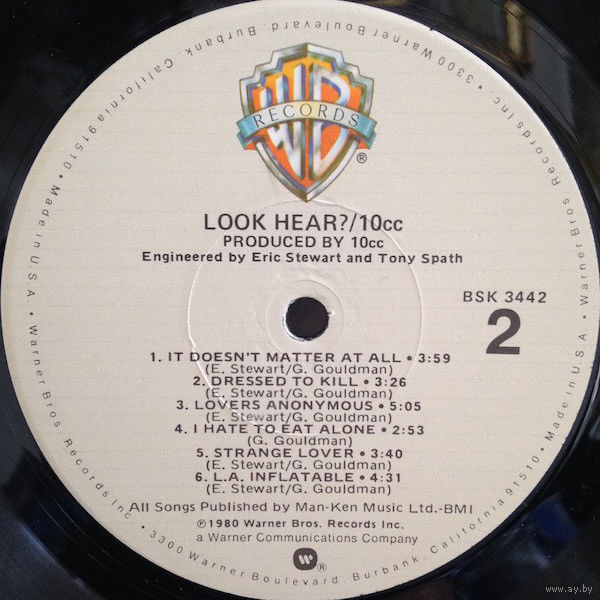 WB
RECORDS
®
LOOK HEAR?/10cc
PRODUCED BY 10cc
Engineered by Eric Stewart and Tony Spath
BSK 3442
2
1. IT DOESN'T MATTER AT ALL • 3:59
(E. Stewart/G. Gouldman)
2. DRESSED TO KILL • 3:26
(E. Stewart/G. Gouldman)
3. LOVERS ANONYMOUS • 5:05
(E. Stewart/G. Gouldman)
4. I HATE TO EAT ALONE • 2:53
(G. Gouldman)
5. STRANGE LOVER • 3:40
(E. Stewart/G. Gouldman)
6. L.A. INFLATABLE • 4:31
(E. Stewart/G. Gouldman)
All Songs Published by Man-Ken Music Ltd.-BMI
℗1980 Warner Bros. Records Inc.
a Warner Communications Company
W ®
Made in U.S.A. • Warner Bros Records Inc. • 3300 Warner Boulevard, Burbank, California 91510 • Made in U.S.A. • Warner Bros Records Inc. • 3300 Warner Boulevard, Burbank, California 91510 •
www.ay.by